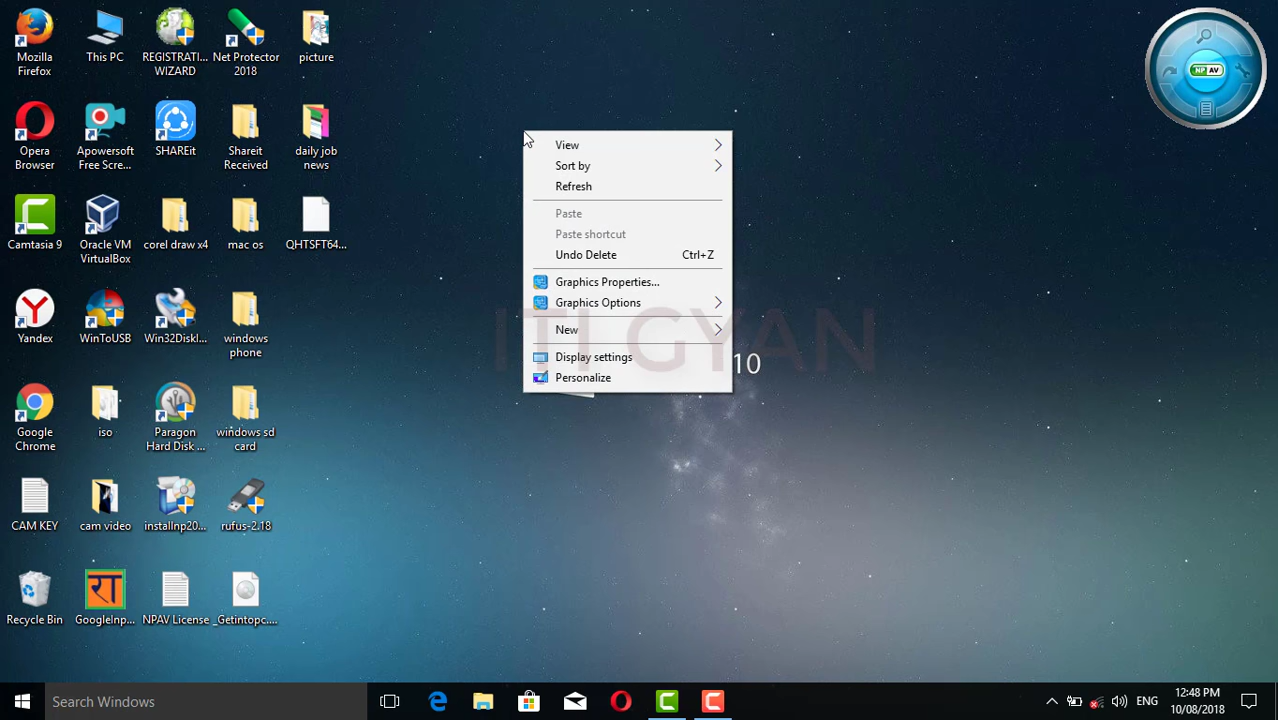 Mozilla
Firefox
This PC
REGISTRATI...
WIZARD
Net Protector
2018
picture
Opera
Browser
Apowersoft
Free Scre...
SHAREit
Shareit
Received
daily job
news
Camtasia 9
Oracle VM
VirtualBox
corel draw x4
mac os
QHTSFT64...
Yandex
WinToUSB
Win32Diskl...
windows
phone
Google
Chrome
iso
Paragon
Hard Disk ...
windows sd
card
CAM KEY
cam video
installnp20...
rufus-2.18
Recycle Bin
रा
GoogleInp...
NPAV License
_Getintopc....
View
Sort by
Refresh
Paste
Paste shortcut
Undo Delete Ctrl+Z
Graphics Properties...
Graphics Options
New
Display settings
Personalize
ITI GYAN
10
NP AV
Search Windows
ENG
12:48 PM
10/08/2018